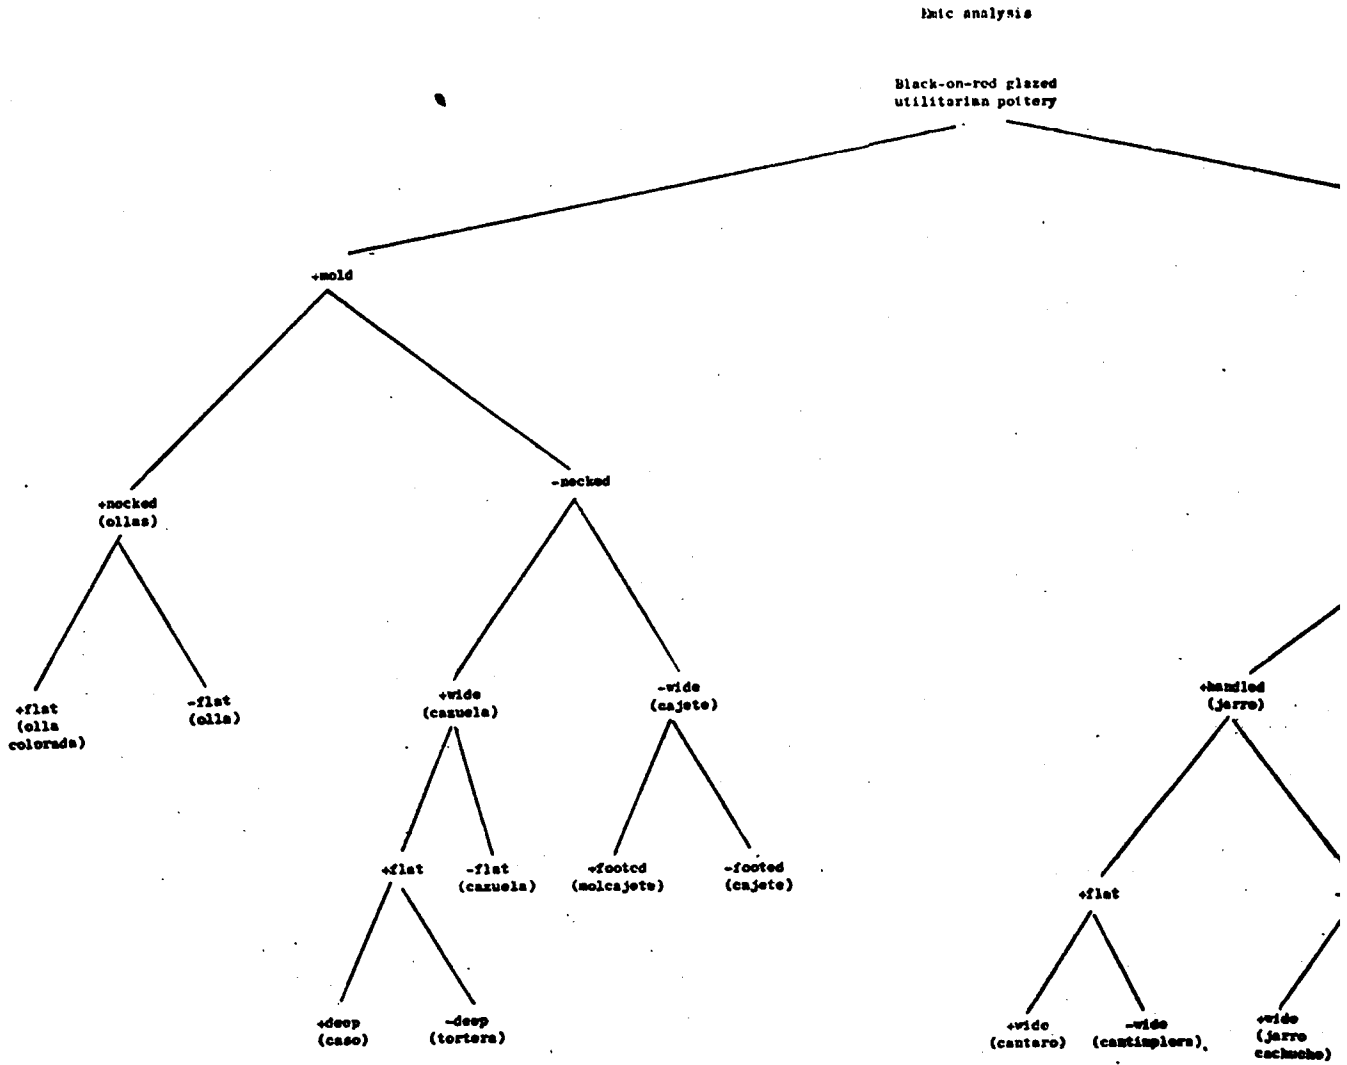 Emic analysis
Black-on-red glazed
utilitarian pottery
+mold
-necked
+necked
(ollas)
+flat
(olla
colorada)
-flat
(olla)
+wide
(cazuela)
-wide
(cajete)
+handled
(jarro)
+flat
-flat
(cazuela)
+footed
(molcajete)
-footed
(cajete)
+flat
-
+deep
(caso)
-deep
(tortera)
+wide
(cantaro)
-wide
(cantimplora)
+wide
(jarro
cachucho)